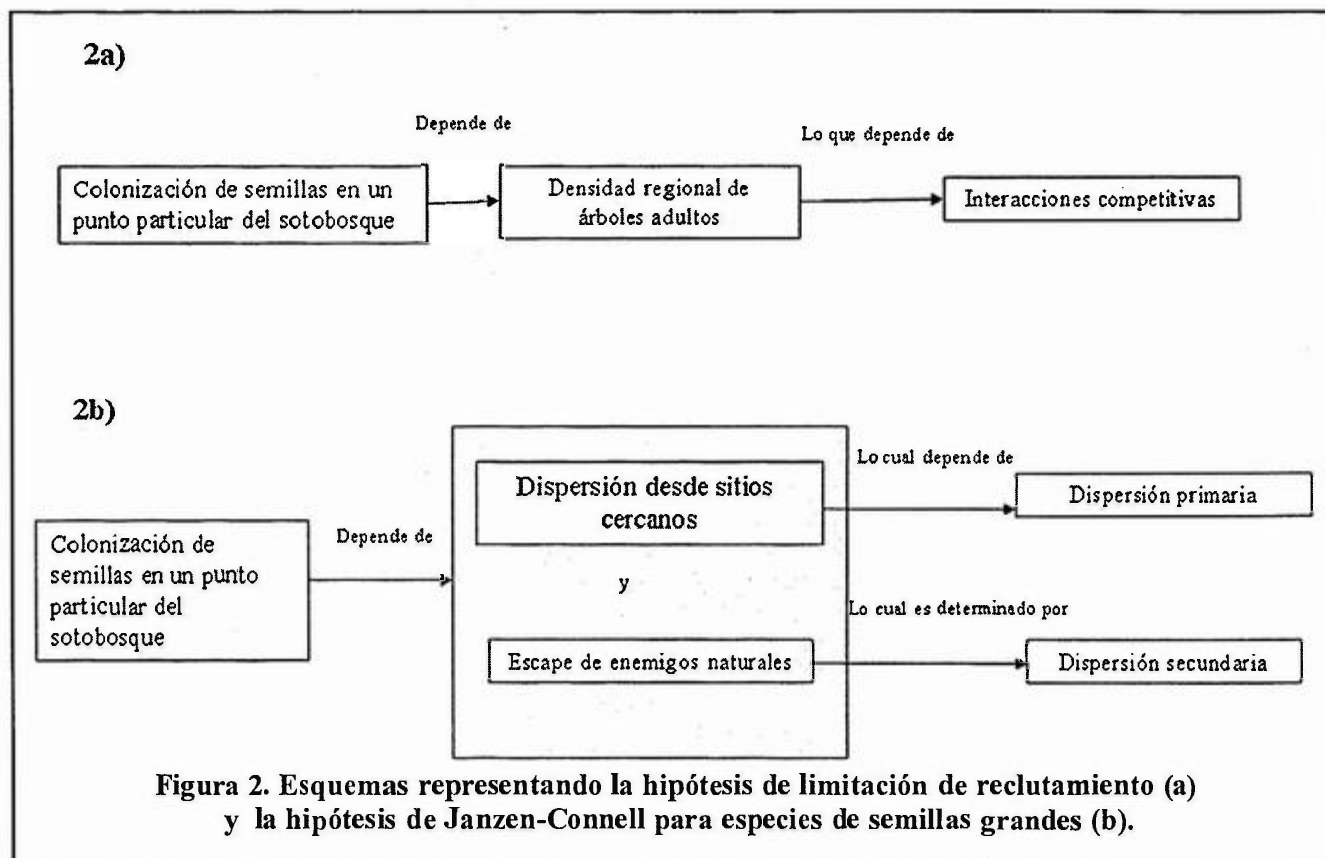 2a)
Depende de
Lo que depende de
Colonización de semillas en un
punto particular del sotobosque
Densidad regional de
árboles adultos
Interacciones competitivas
2b)
Lo cual depende de
Dispersión desde sitios
cercanos
Dispersión primaria
Depende de
Colonización de
semillas en un punto
particular del
sotobosque
y
Lo cual es determinado por
Escape de enemigos naturales
Dispersión secundaria
Figura 2. Esquemas representando la hipótesis de limitación de reclutamiento (a)
y la hipótesis de Janzen-Connell para especies de semillas grandes (b).